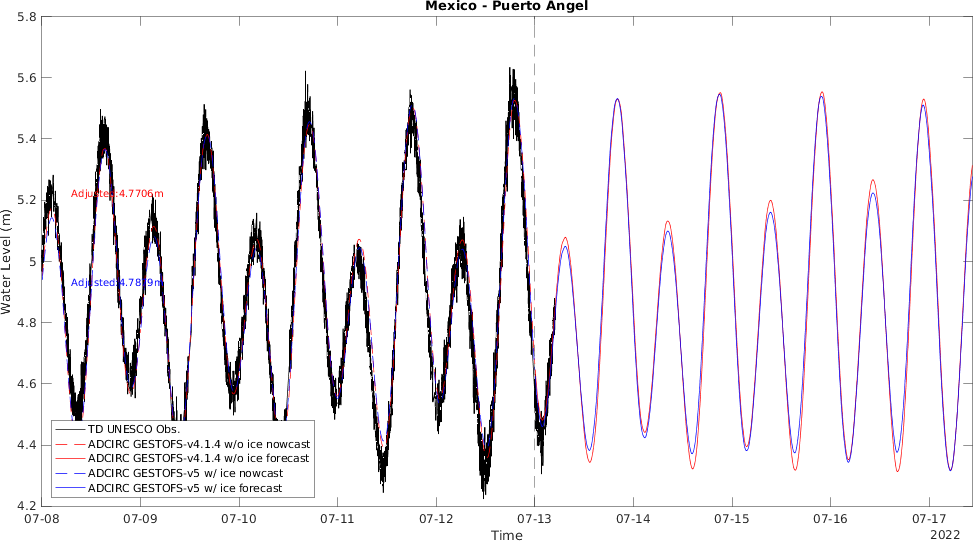 Mexico - Puerto Angel
5.8
5.6
5.4
5.2
5
4.8
4.6
4.4
4.2
Water Level (m)
Adjusted:4.7706m
TD UNESCO Obs.
ADCIRC GESTOFS-v4.1.4 w/o ice nowcast
ADCIRC GESTOFS-v4.1.4 w/o ice forecast
ADCIRC GESTOFS-v5 w/ ice nowcast
ADCIRC GESTOFS-v5 w/ ice forecast
07-08 07-09 07-10 07-11 07-12 07-13 07-14 07-15 07-16 07-17
Time
2022